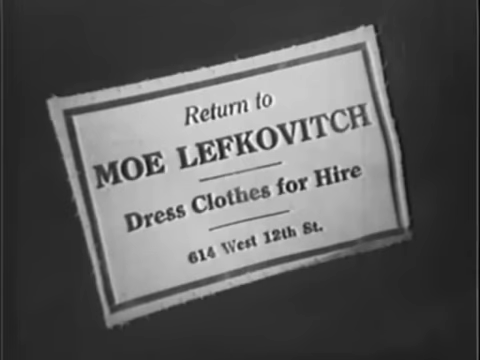 Return to
MOE LEFKOVITCH
Dress Clothes for Hire
614 West 12th St.